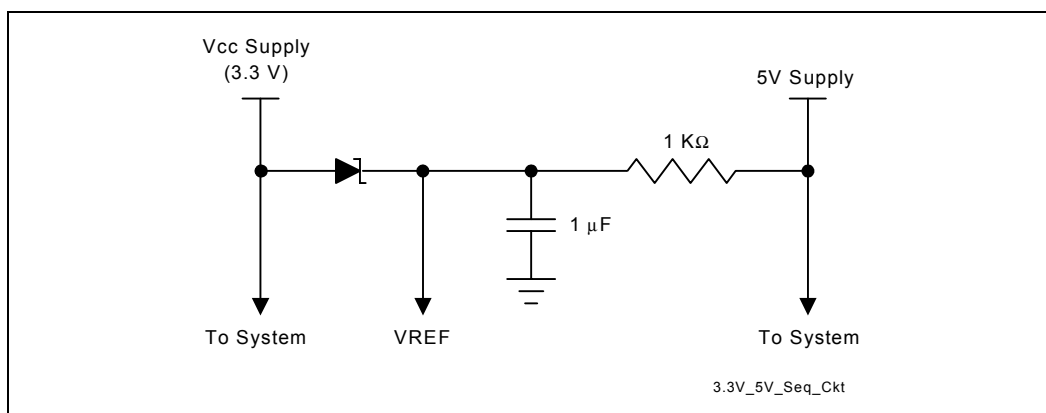 Vcc Supply
(3.3 V)
5V Supply
1 KΩ
1 μF
To System
VREF
To System
3.3V_5V_Seq_Ckt